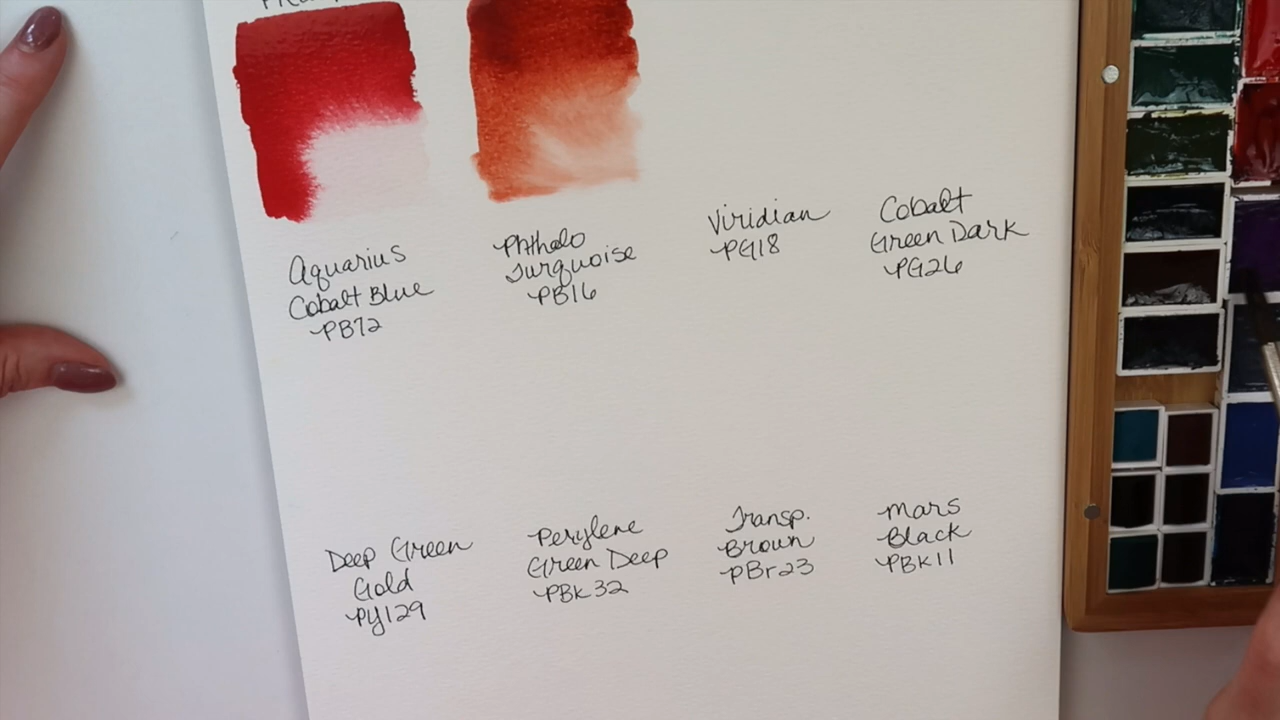 Aquarius
Cobalt Blue
PB72
Phthalo
Turquoise
PB16
Viridian
PG18
Cobalt
Green Dark
PG26
Deep Green
Gold
PY129
Perylene
Green Deep
PBk32
Transp.
Brown
PBr23
Mars
Black
PBk11